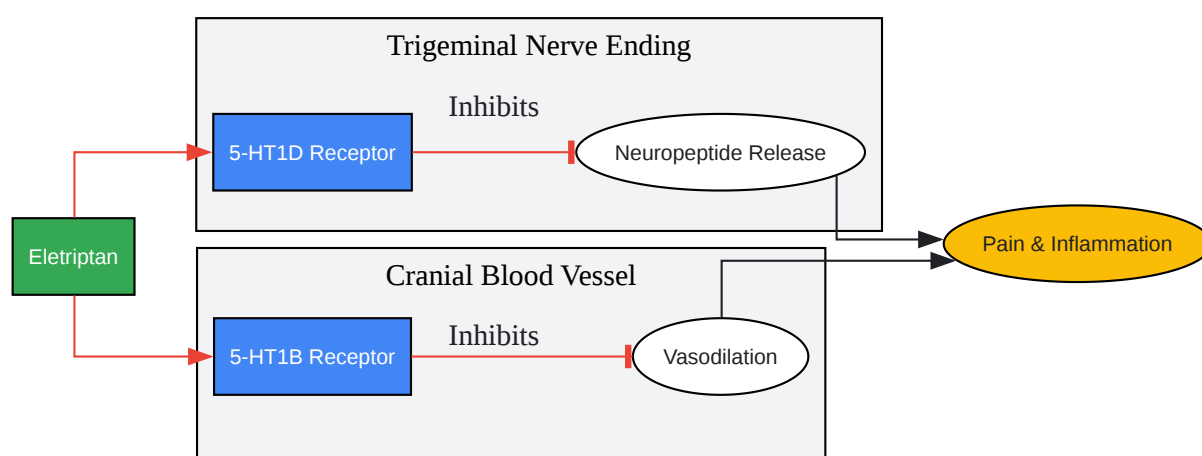 Trigeminal Nerve Ending
Inhibits
5-HT1D Receptor
Neuropeptide Release
Eletriptan
Pain & Inflammation
Cranial Blood Vessel
Inhibits
5-HT1B Receptor
Vasodilation